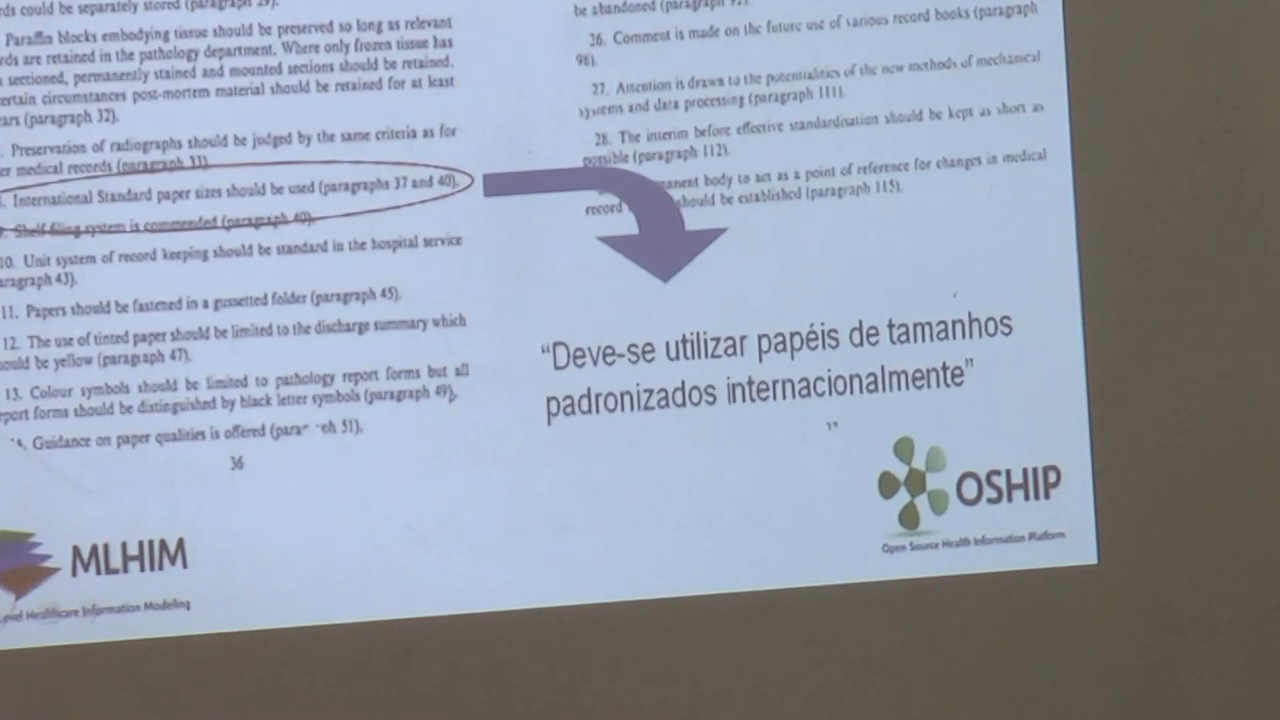 rds could be separately stored (paragraph 29).
Paraffin blocks embodying tissue should be preserved so long as relevant
rds are retained in the pathology department. Where only frozen tissue has
sectioned, permanently stained and mounted sections should be retained.
ertain circumstances post-mortem material should be retained for at least
ars (paragraph 32).
. Preservation of radiographs should be judged by the same criteria as for
er medical records (paragraph 33)
. International Standard paper sizes should be used (paragraphs 37 and 40).
. Shelf filing system is commended (paragraph 40).
10. Unit system of record keeping should be standard in the hospital service
aragraph 43).
11. Papers should be fastened in a gussetted folder (paragraph 45).
12. The use of tinted paper should be limited to the discharge summary which
ould be yellow (paragraph 47).
13. Colour symbols should be limited to pathology report forms but all
eport forms should be distinguished by black letter symbols (paragraph 49).
Guidance on paper qualities is offered 51).
36
be abandoned (paragraph 92).
26. Comment is made on the future use of various record books (paragraph
98).
27. Attention is drawn to the potentialities of the new methods of mechanical
systems and data processing (paragraph 111).
28. The interim before effective standardisation should be kept as short as
possible (paragraph 112).
anent body to act as a point of reference for changes in medical
record should be established (paragraph 115).
“Deve-se utilizar papéis de tamanhos
padronizados internacionalmente”
MLHIM
evel Healthcare Information Modeling
OSHIP
Open Source Health Information Platform